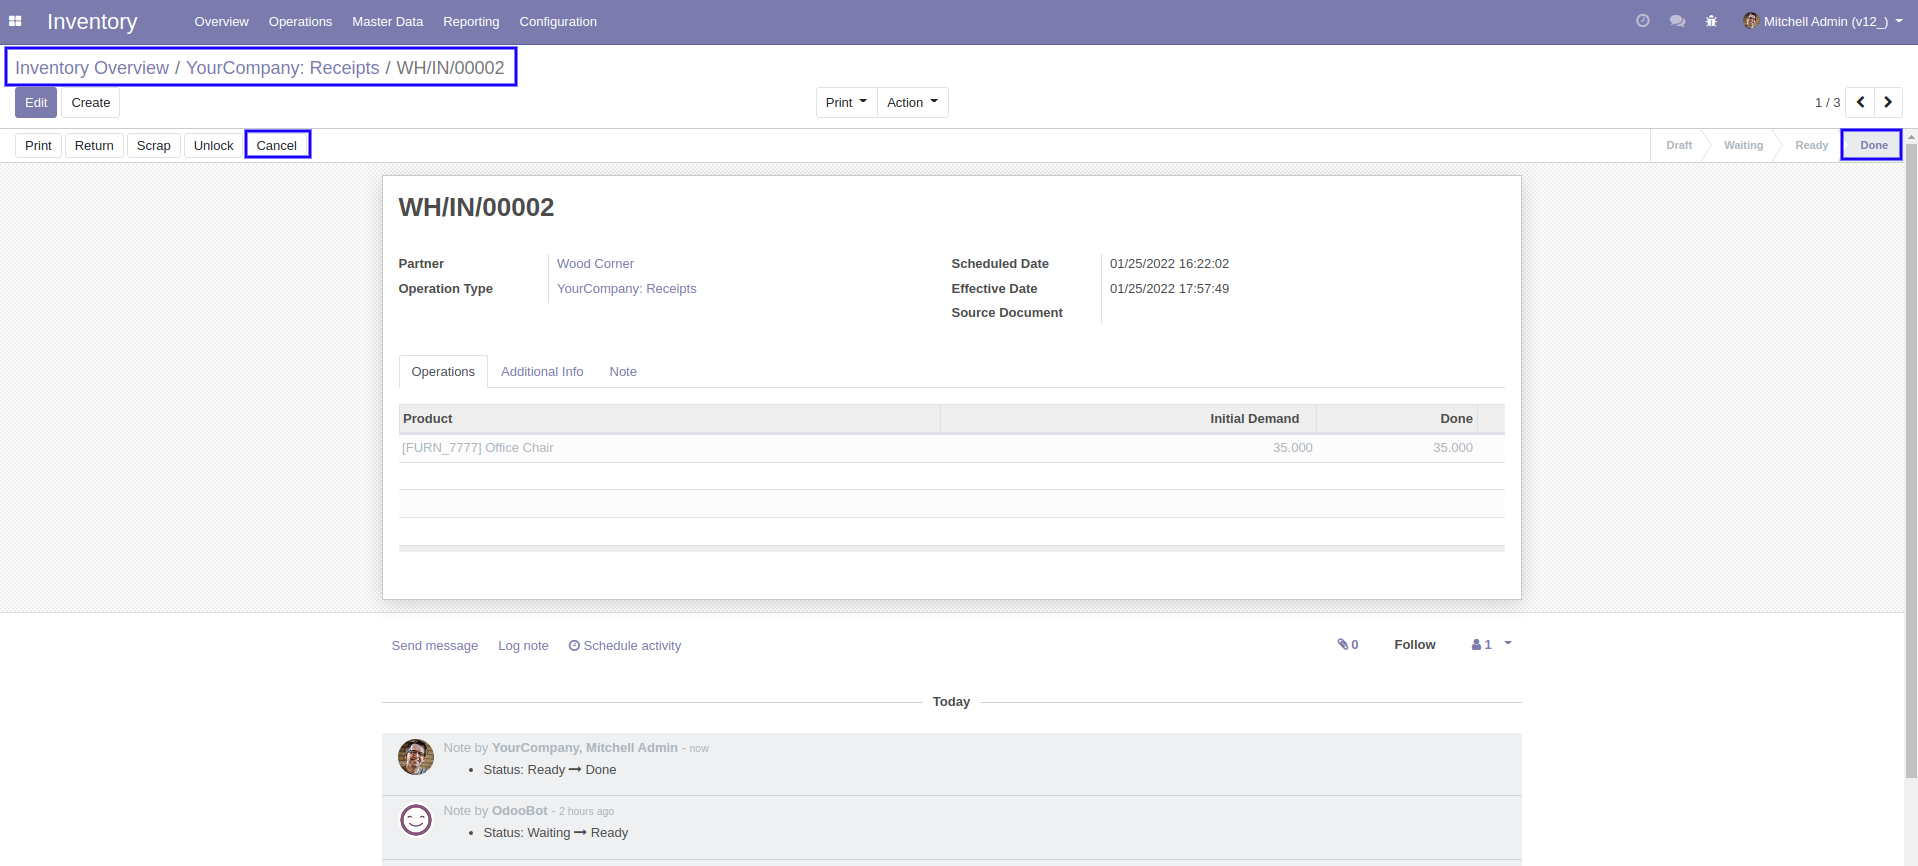 Inventory Overview Operations Master Data Reporting Configuration Mitchell Admin (v12_)
Inventory Overview / YourCompany: Receipts / WH/IN/00002
Edit Create Print Action 1 / 3
Print Return Scrap Unlock Cancel Draft Waiting Ready Done
WH/IN/00002
Partner Wood Corner Scheduled Date 01/25/2022 16:22:02
Operation Type YourCompany: Receipts Effective Date 01/25/2022 17:57:49
Source Document
Operations Additional Info Note
Product Initial Demand Done
[FURN_7777] Office Chair 35.000 35.000
Send message Log note Schedule activity 0 Follow 1
Today
Note by YourCompany, Mitchell Admin - now
• Status: Ready → Done
Note by OdooBot - 2 hours ago
• Status: Waiting → Ready